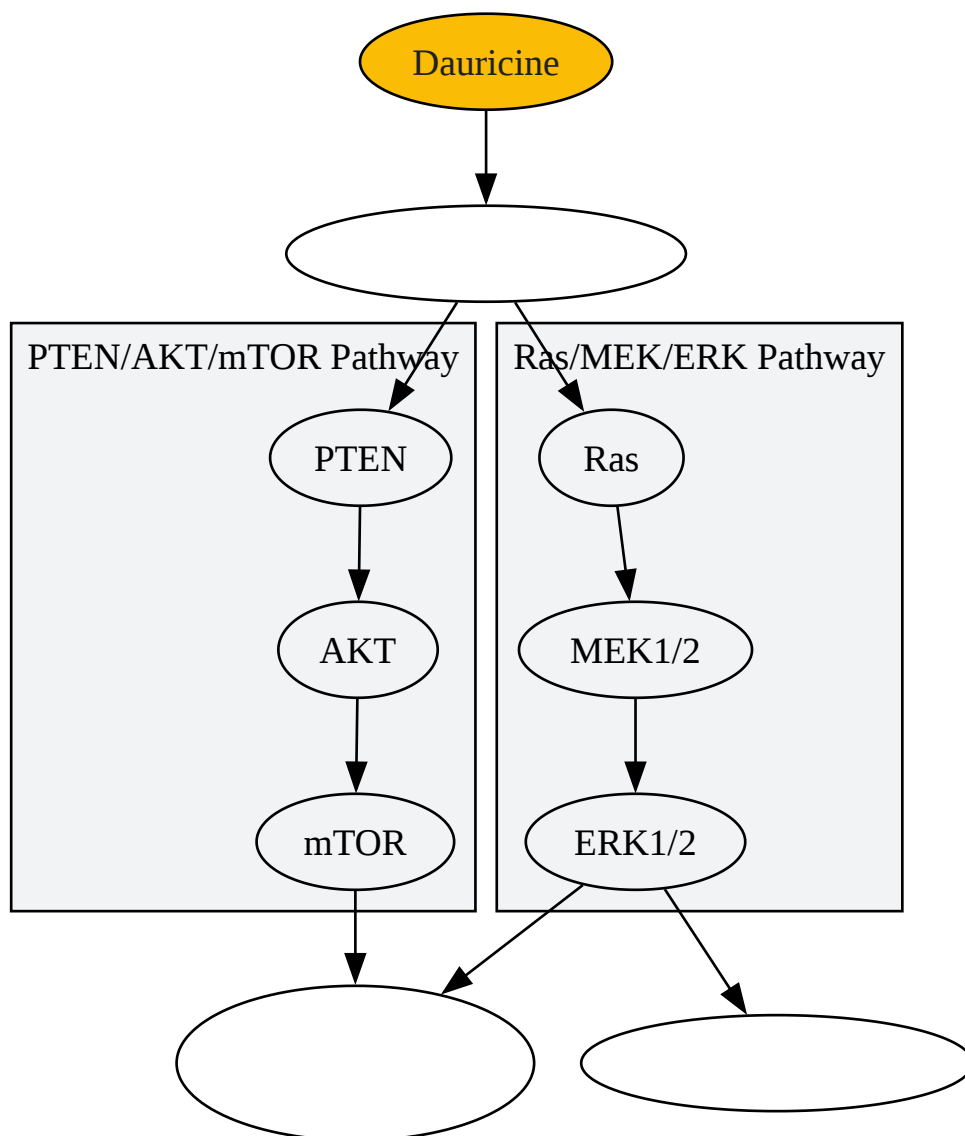 Dauricine
PTEN/AKT/mTOR Pathway
Ras/MEK/ERK Pathway
PTEN
Ras
AKT
MEK1/2
mTOR
ERK1/2